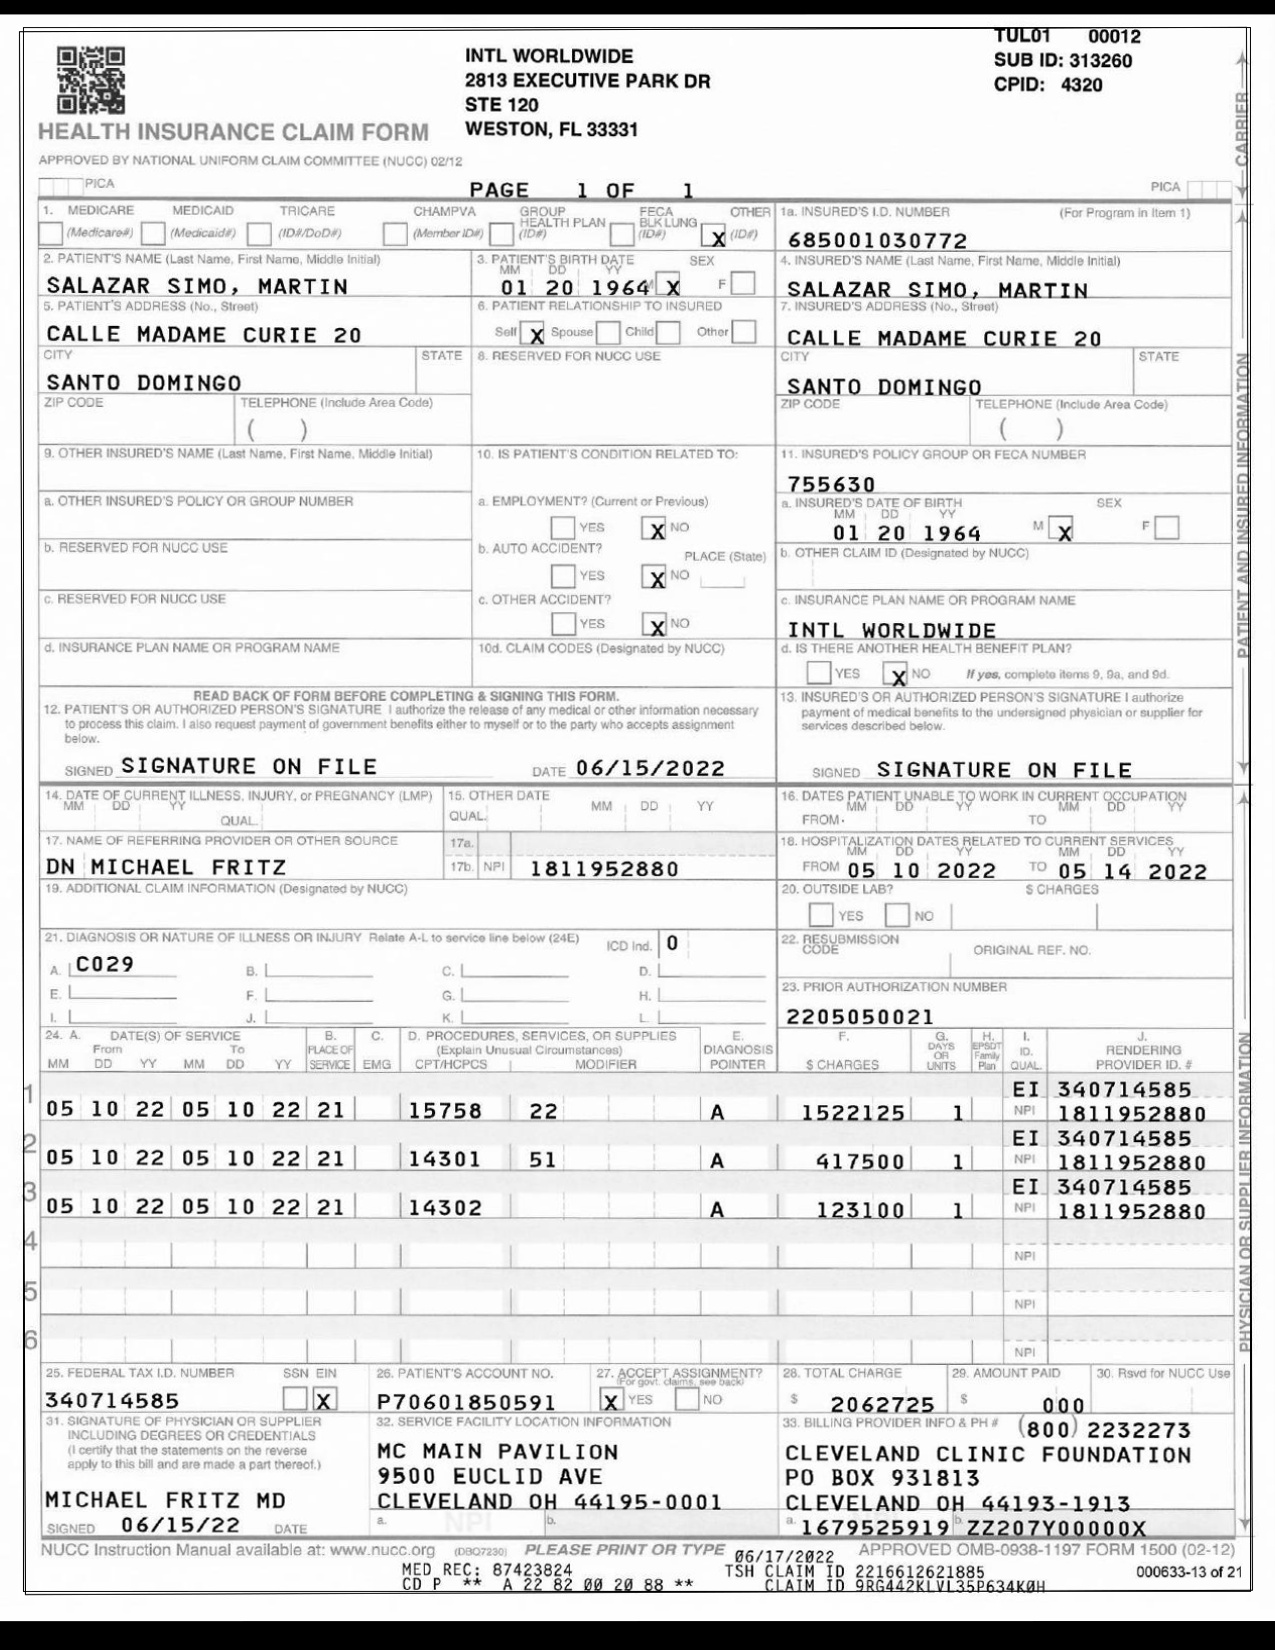 TUL01 00012
INTL WORLDWIDE
SUB ID: 313260
2813 EXECUTIVE PARK DR
CPID: 4320
STE 120
WESTON, FL 33331
HEALTH INSURANCE CLAIM FORM
APPROVED BY NATIONAL UNIFORM CLAIM COMMITTEE (NUCC) 02/12
PICA
PAGE 1 OF 1
PICA
CARRIER
1. MEDICARE MEDICAID TRICARE CHAMPVA GROUP HEALTH PLAN FECA BLK LUNG OTHER
(Medicare#) (Medicaid#) (ID#/DoD#) (Member ID#) (ID#) (ID#) X (ID#)
1a. INSURED'S I.D. NUMBER (For Program in Item 1)
685001030772
2. PATIENT'S NAME (Last Name, First Name, Middle Initial)
SALAZAR SIMO, MARTIN
3. PATIENT'S BIRTH DATE SEX
MM DD YY
01 20 1964 M X F
4. INSURED'S NAME (Last Name, First Name, Middle Initial)
SALAZAR SIMO, MARTIN
5. PATIENT'S ADDRESS (No., Street)
CALLE MADAME CURIE 20
6. PATIENT RELATIONSHIP TO INSURED
Self X Spouse Child Other
7. INSURED'S ADDRESS (No., Street)
CALLE MADAME CURIE 20
CITY STATE
SANTO DOMINGO
8. RESERVED FOR NUCC USE
CITY STATE
SANTO DOMINGO
ZIP CODE TELEPHONE (Include Area Code)
( )
ZIP CODE TELEPHONE (Include Area Code)
( )
9. OTHER INSURED'S NAME (Last Name, First Name, Middle Initial)
10. IS PATIENT'S CONDITION RELATED TO:
11. INSURED'S POLICY GROUP OR FECA NUMBER
755630
a. OTHER INSURED'S POLICY OR GROUP NUMBER
a. EMPLOYMENT? (Current or Previous)
YES X NO
a. INSURED'S DATE OF BIRTH SEX
MM DD YY
01 20 1964 M X F
b. RESERVED FOR NUCC USE
b. AUTO ACCIDENT? PLACE (State)
YES X NO
b. OTHER CLAIM ID (Designated by NUCC)
c. RESERVED FOR NUCC USE
c. OTHER ACCIDENT?
YES X NO
c. INSURANCE PLAN NAME OR PROGRAM NAME
INTL WORLDWIDE
d. INSURANCE PLAN NAME OR PROGRAM NAME
10d. CLAIM CODES (Designated by NUCC)
d. IS THERE ANOTHER HEALTH BENEFIT PLAN?
YES X NO If yes, complete items 9, 9a, and 9d.
PATIENT AND INSURED INFORMATION
READ BACK OF FORM BEFORE COMPLETING & SIGNING THIS FORM.
12. PATIENT'S OR AUTHORIZED PERSON'S SIGNATURE I authorize the release of any medical or other information necessary
to process this claim. I also request payment of government benefits either to myself or to the party who accepts assignment
below.
SIGNED SIGNATURE ON FILE DATE 06/15/2022
13. INSURED'S OR AUTHORIZED PERSON'S SIGNATURE I authorize
payment of medical benefits to the undersigned physician or supplier for
services described below.
SIGNED SIGNATURE ON FILE
14. DATE OF CURRENT ILLNESS, INJURY, or PREGNANCY (LMP)
MM DD YY
QUAL.
15. OTHER DATE
QUAL. MM DD YY
16. DATES PATIENT UNABLE TO WORK IN CURRENT OCCUPATION
MM DD YY MM DD YY
FROM TO
17. NAME OF REFERRING PROVIDER OR OTHER SOURCE
DN MICHAEL FRITZ
17a.
17b. NPI 1811952880
18. HOSPITALIZATION DATES RELATED TO CURRENT SERVICES
MM DD YY MM DD YY
FROM 05 10 2022 TO 05 14 2022
19. ADDITIONAL CLAIM INFORMATION (Designated by NUCC)
20. OUTSIDE LAB? $ CHARGES
YES NO
21. DIAGNOSIS OR NATURE OF ILLNESS OR INJURY Relate A-L to service line below (24E) ICD Ind. 0
A. C029 B. C. D.
E. F. G. H.
I. J. K. L.
22. RESUBMISSION CODE ORIGINAL REF. NO.
23. PRIOR AUTHORIZATION NUMBER
2205050021
24. A. DATE(S) OF SERVICE B. C. D. PROCEDURES, SERVICES, OR SUPPLIES E. F. G. H. I. J.
From To PLACE OF (Explain Unusual Circumstances) DIAGNOSIS DAYS OR UNITS EPSDT Family Plan ID. RENDERING
MM DD YY MM DD YY SERVICE EMG CPT/HCPCS MODIFIER POINTER $ CHARGES QUAL. PROVIDER ID. #
EI 340714585
1 05 10 22 05 10 22 21 15758 22 A 1522125 1 NPI 1811952880
EI 340714585
2 05 10 22 05 10 22 21 14301 51 A 417500 1 NPI 1811952880
EI 340714585
3 05 10 22 05 10 22 21 14302 A 123100 1 NPI 1811952880
4 NPI
5 NPI
6 NPI
PHYSICIAN OR SUPPLIER INFORMATION
25. FEDERAL TAX I.D. NUMBER SSN EIN
340714585 X
26. PATIENT'S ACCOUNT NO.
P70601850591
27. ACCEPT ASSIGNMENT?
(For govt. claims, see back)
X YES NO
28. TOTAL CHARGE
$ 2062725
29. AMOUNT PAID
$ 000
30. Rsvd for NUCC Use
31. SIGNATURE OF PHYSICIAN OR SUPPLIER
INCLUDING DEGREES OR CREDENTIALS
(I certify that the statements on the reverse
apply to this bill and are made a part thereof.)
MICHAEL FRITZ MD
SIGNED 06/15/22 DATE
32. SERVICE FACILITY LOCATION INFORMATION
MC MAIN PAVILION
9500 EUCLID AVE
CLEVELAND OH 44195-0001
a. NPI b.
33. BILLING PROVIDER INFO & PH # (800) 2232273
CLEVELAND CLINIC FOUNDATION
PO BOX 931813
CLEVELAND OH 44193-1913
a. 1679525919 b. ZZ207Y00000X
NUCC Instruction Manual available at: www.nucc.org (DBQ7230) PLEASE PRINT OR TYPE 06/17/2022 APPROVED OMB-0938-1197 FORM 1500 (02-12)
MED REC: 87423824 TSH CLAIM ID 2216612621885 000633-13 of 21
CD P ** A 22 82 00 20 88 ** CLAIM ID 9RG442KLVL35P634K0H